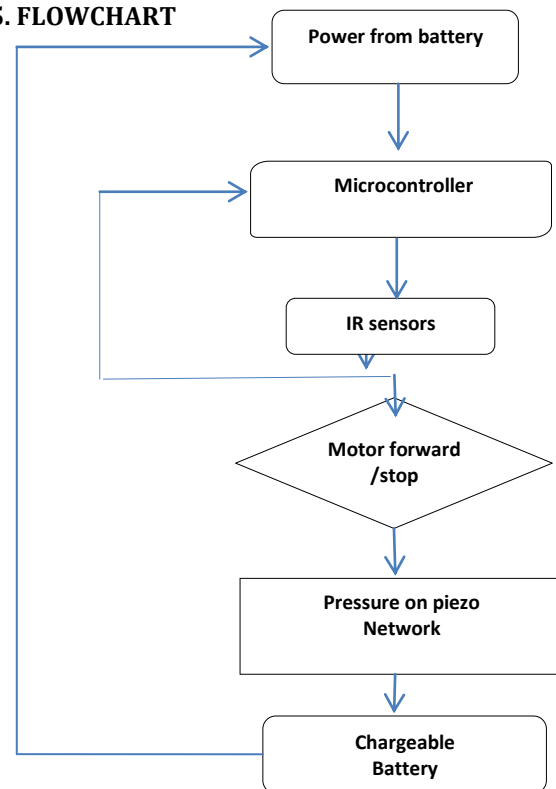 5. FLOWCHART
Power from battery
Microcontroller
IR sensors
Motor forward
/stop
Pressure on piezo
Network
Chargeable
Battery